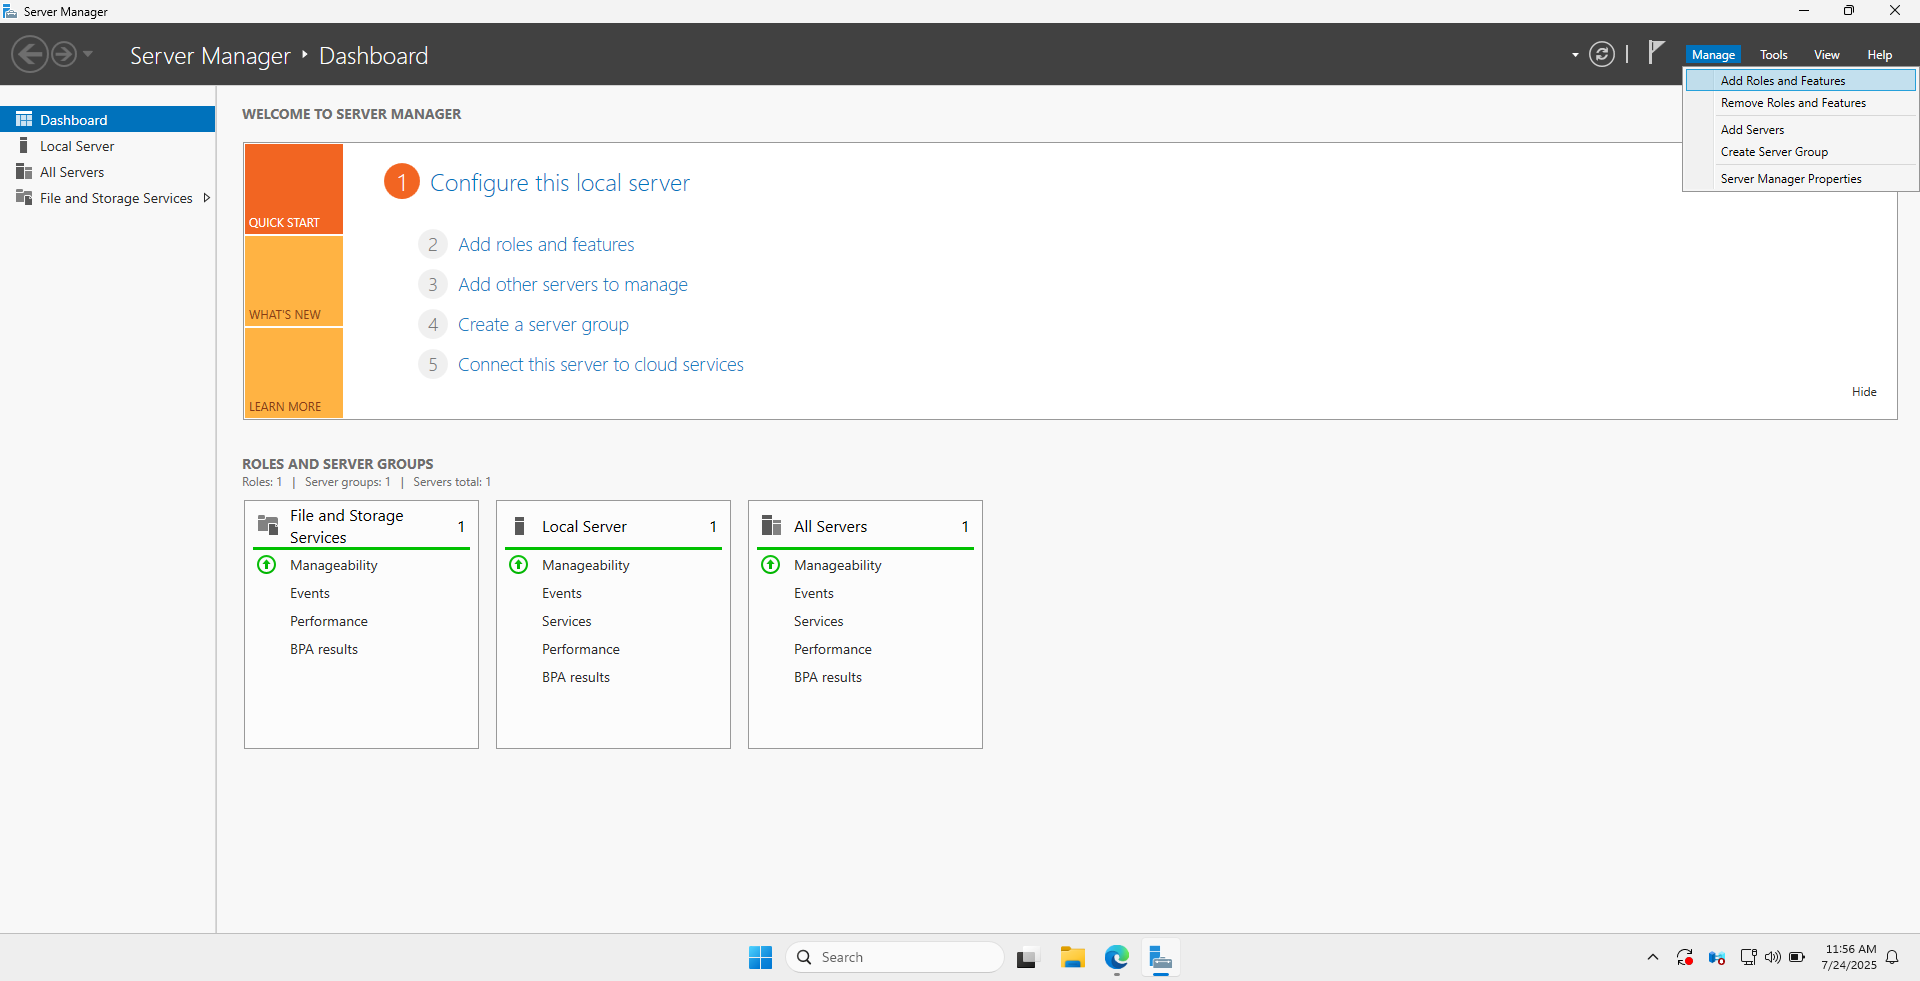 Server Manager
Server Manager ‣ Dashboard
Manage Tools View Help
Add Roles and Features
Remove Roles and Features
Add Servers
Create Server Group
Server Manager Properties
Dashboard
Local Server
All Servers
File and Storage Services
WELCOME TO SERVER MANAGER
QUICK START
WHAT'S NEW
LEARN MORE
1 Configure this local server
2 Add roles and features
3 Add other servers to manage
4 Create a server group
5 Connect this server to cloud services
Hide
ROLES AND SERVER GROUPS
Roles: 1 | Server groups: 1 | Servers total: 1
File and Storage Services 1
Manageability
Events
Performance
BPA results
Local Server 1
Manageability
Events
Services
Performance
BPA results
All Servers 1
Manageability
Events
Services
Performance
BPA results
Search
11:56 AM
7/24/2025